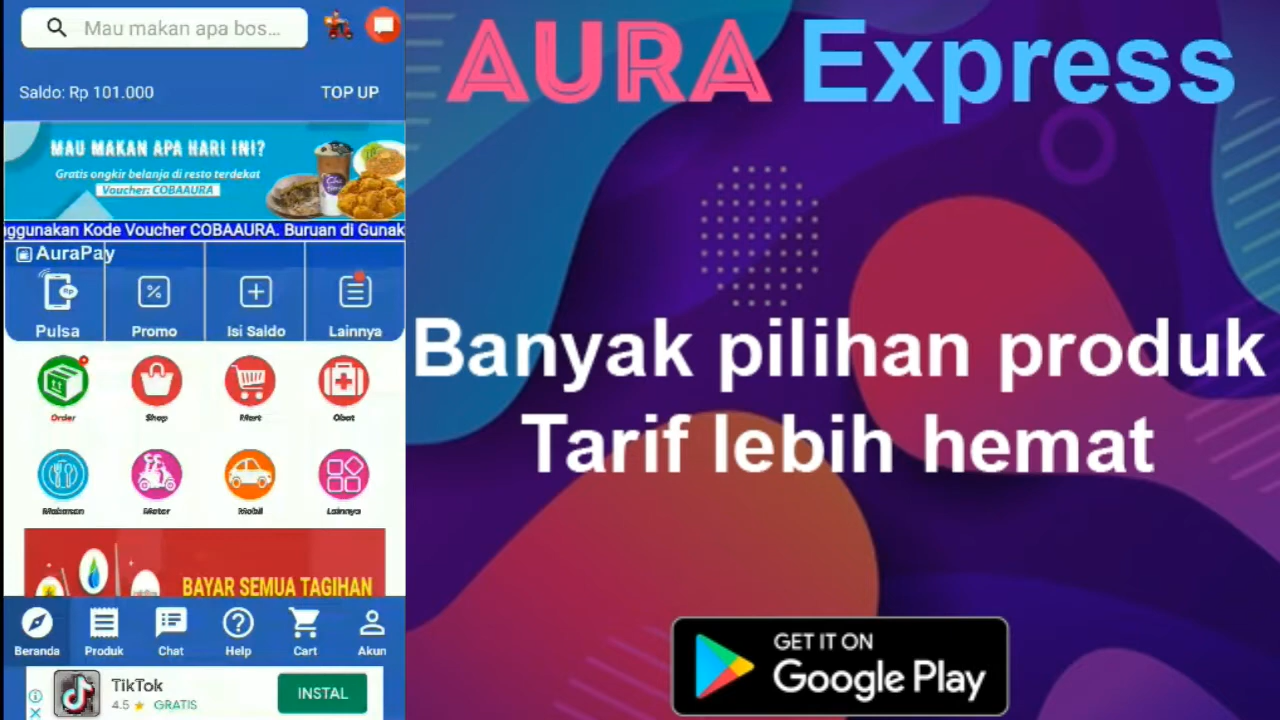 Mau makan apa bos...
Saldo: Rp 101.000
TOP UP
MAU MAKAN APA HARI INI?
Gratis ongkir belanja di resto terdekat
Voucher: COBAAURA
nggunakan Kode Voucher COBAAURA. Buruan di Gunak
AuraPay
Pulsa
Promo
Isi Saldo
Lainnya
Order
Shop
Mart
Obat
Makanan
Motor
Mobil
Lainnya
BAYAR SEMUA TAGIHAN
Beranda
Produk
Chat
Help
Cart
Akun
TikTok
4.5 ★ GRATIS
INSTAL
AURA Express
Banyak pilihan produk
Tarif lebih hemat
GET IT ON
Google Play